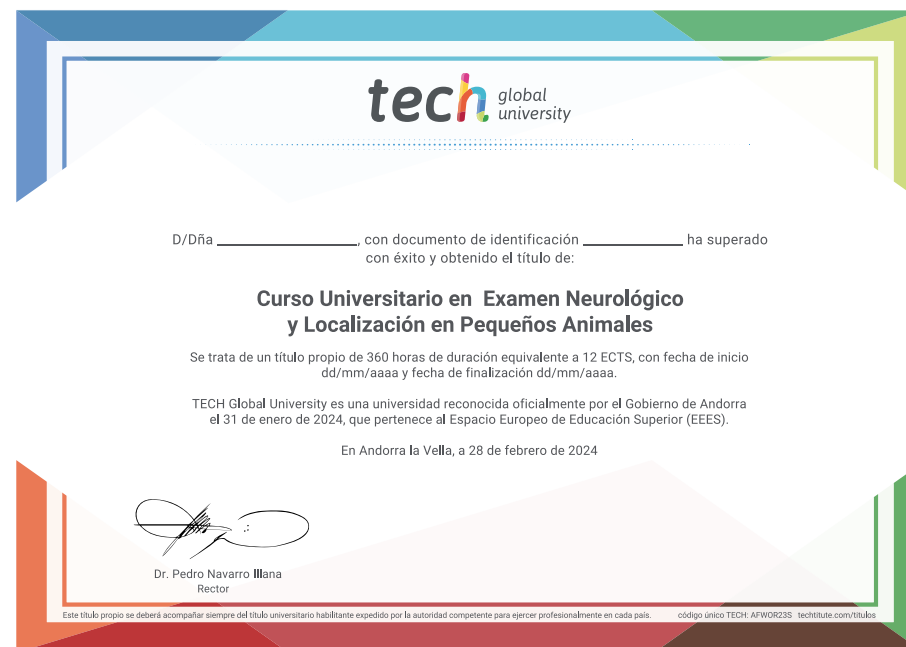 tech global university
D/Dña ________________, con documento de identificación ____________ ha superado
con éxito y obtenido el título de:
Curso Universitario en Examen Neurológico
y Localización en Pequeños Animales
Se trata de un título propio de 360 horas de duración equivalente a 12 ECTS, con fecha de inicio
dd/mm/aaaa y fecha de finalización dd/mm/aaaa.
TECH Global University es una universidad reconocida oficialmente por el Gobierno de Andorra
el 31 de enero de 2024, que pertenece al Espacio Europeo de Educación Superior (EEES).
En Andorra la Vella, a 28 de febrero de 2024
Dr. Pedro Navarro Illana
Rector
Este título propio se deberá acompañar siempre del título universitario habilitante expedido por la autoridad competente para ejercer profesionalmente en cada país. código único TECH: AFWOR23S techtitute.com/titulos